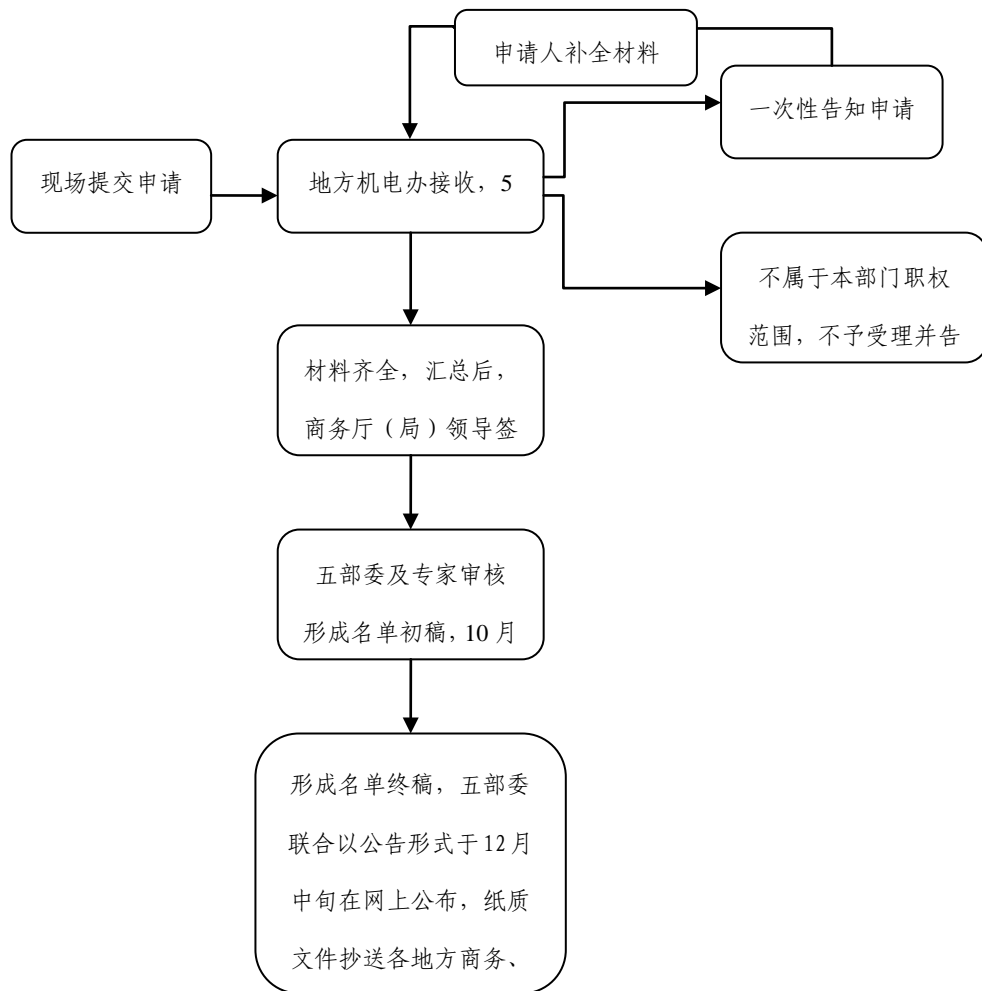 申请人补全材料
一次性告知申请
现场提交申请
地方机电办接收，5
不属于本部门职权
范围，不予受理并告
材料齐全，汇总后，
商务厅（局）领导签
五部委及专家审核
形成名单初稿，10 月
形成名单终稿，五部委
联合以公告形式于 12 月
中旬在网上公布，纸质
文件抄送各地方商务、